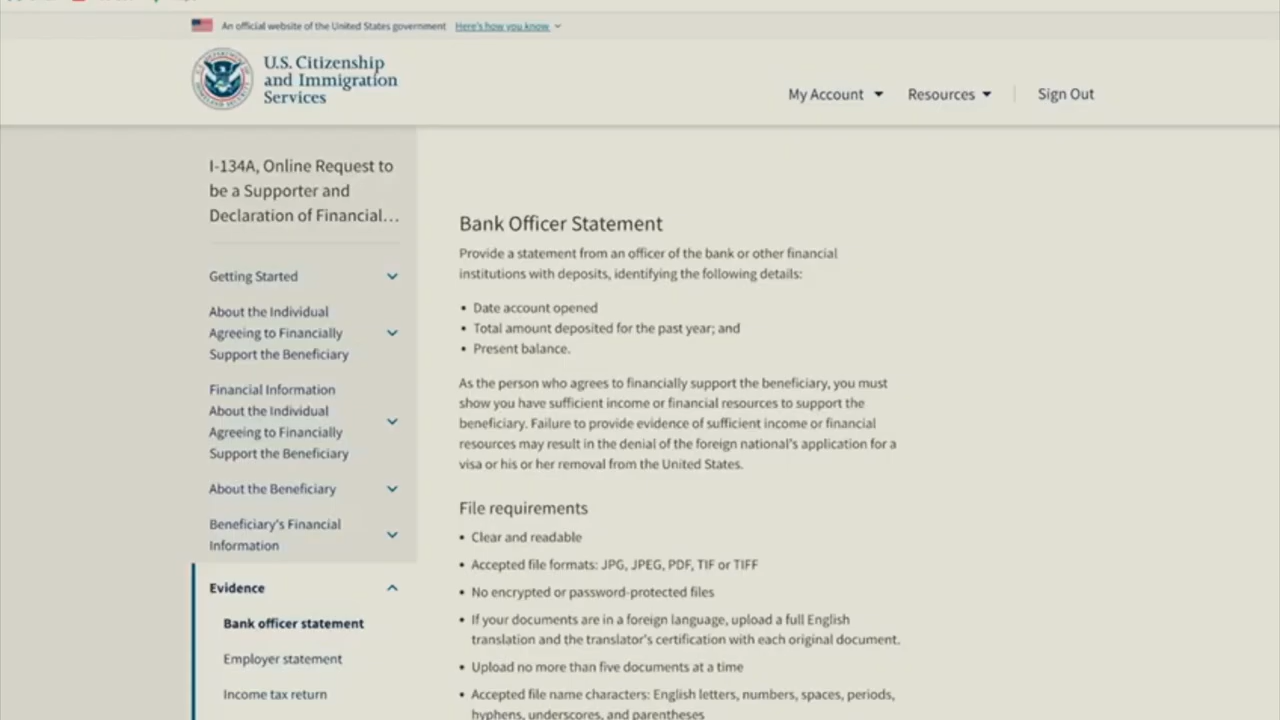 An official website of the United States government Here's how you know
U.S. Citizenship
and Immigration
Services
My Account
Resources
Sign Out
I-134A, Online Request to
be a Supporter and
Declaration of Financial...
Getting Started
About the Individual
Agreeing to Financially
Support the Beneficiary
Financial Information
About the Individual
Agreeing to Financially
Support the Beneficiary
About the Beneficiary
Beneficiary's Financial
Information
Evidence
Bank officer statement
Employer statement
Income tax return
Bank Officer Statement
Provide a statement from an officer of the bank or other financial
institutions with deposits, identifying the following details:
• Date account opened
• Total amount deposited for the past year; and
• Present balance.
As the person who agrees to financially support the beneficiary, you must
show you have sufficient income or financial resources to support the
beneficiary. Failure to provide evidence of sufficient income or financial
resources may result in the denial of the foreign national's application for a
visa or his or her removal from the United States.
File requirements
• Clear and readable
• Accepted file formats: JPG, JPEG, PDF, TIF or TIFF
• No encrypted or password-protected files
• If your documents are in a foreign language, upload a full English
translation and the translator's certification with each original document.
• Upload no more than five documents at a time
• Accepted file name characters: English letters, numbers, spaces, periods,
hyphens, underscores, and parentheses